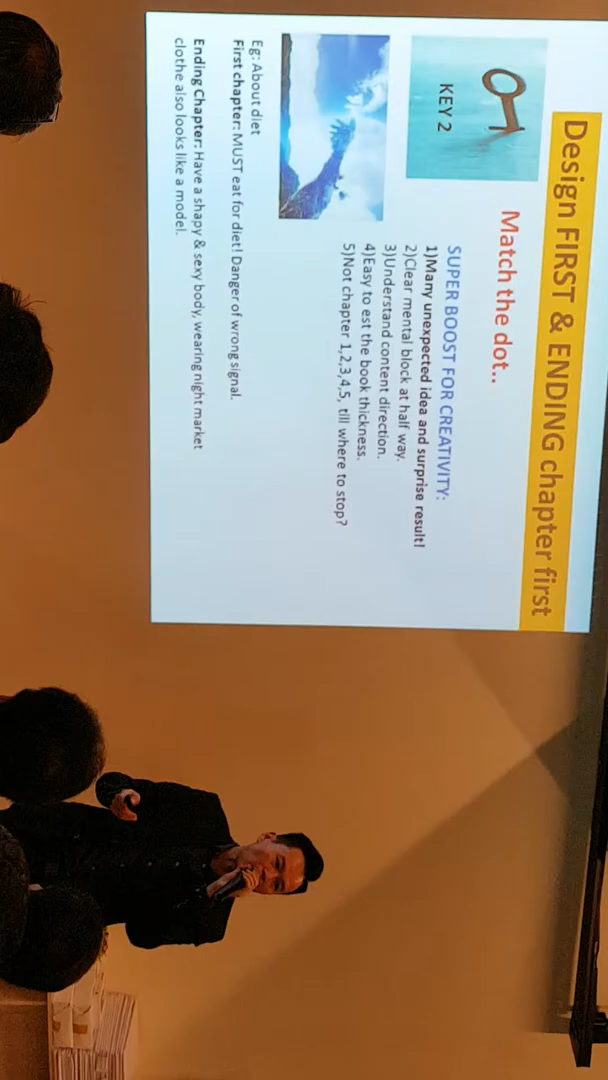 Design FIRST & ENDING chapter first
KEY 2
Match the dot..
SUPER BOOST FOR CREATIVITY:
1)Many unexpected idea and surprise result!
2)Clear mental block at half way.
3)Understand content direction.
4)Easy to est the book thickness.
5)Not chapter 1,2,3,4,5, till where to stop?
Eg: About diet
First chapter: MUST eat for diet! Danger of wrong signal.
Ending Chapter: Have a shapy & sexy body, wearing night market
clothe also looks like a model.